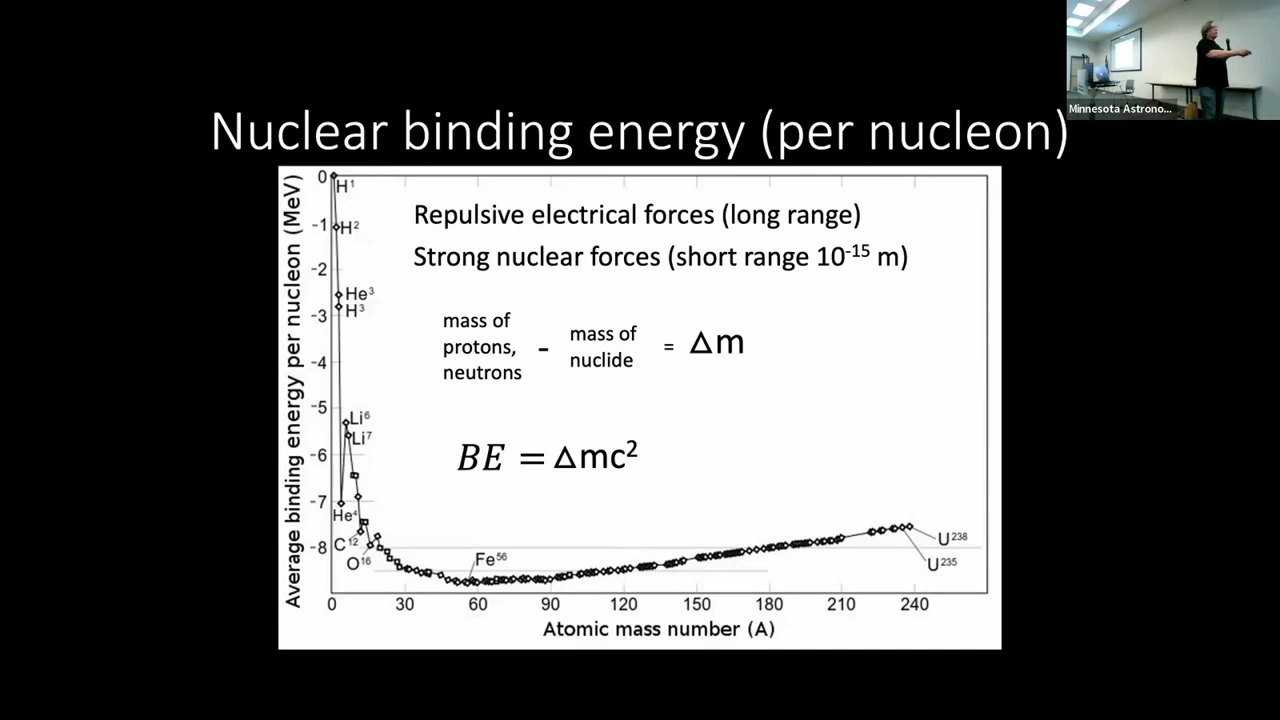 Minnesota Astrono...
Nuclear binding energy (per nucleon)
Average binding energy per nucleon (MeV)
0
-1
-2
-3
-4
-5
-6
-7
-8
H¹
H²
He³
H³
Li⁶
Li⁷
He⁴
C¹²
O¹⁶
Fe⁵⁶
U²³⁸
U²³⁵
Repulsive electrical forces (long range)
Strong nuclear forces (short range 10⁻¹⁵ m)
mass of
protons,
neutrons
-
mass of
nuclide
= Δm
BE = Δmc²
0 30 60 90 120 150 180 210 240
Atomic mass number (A)